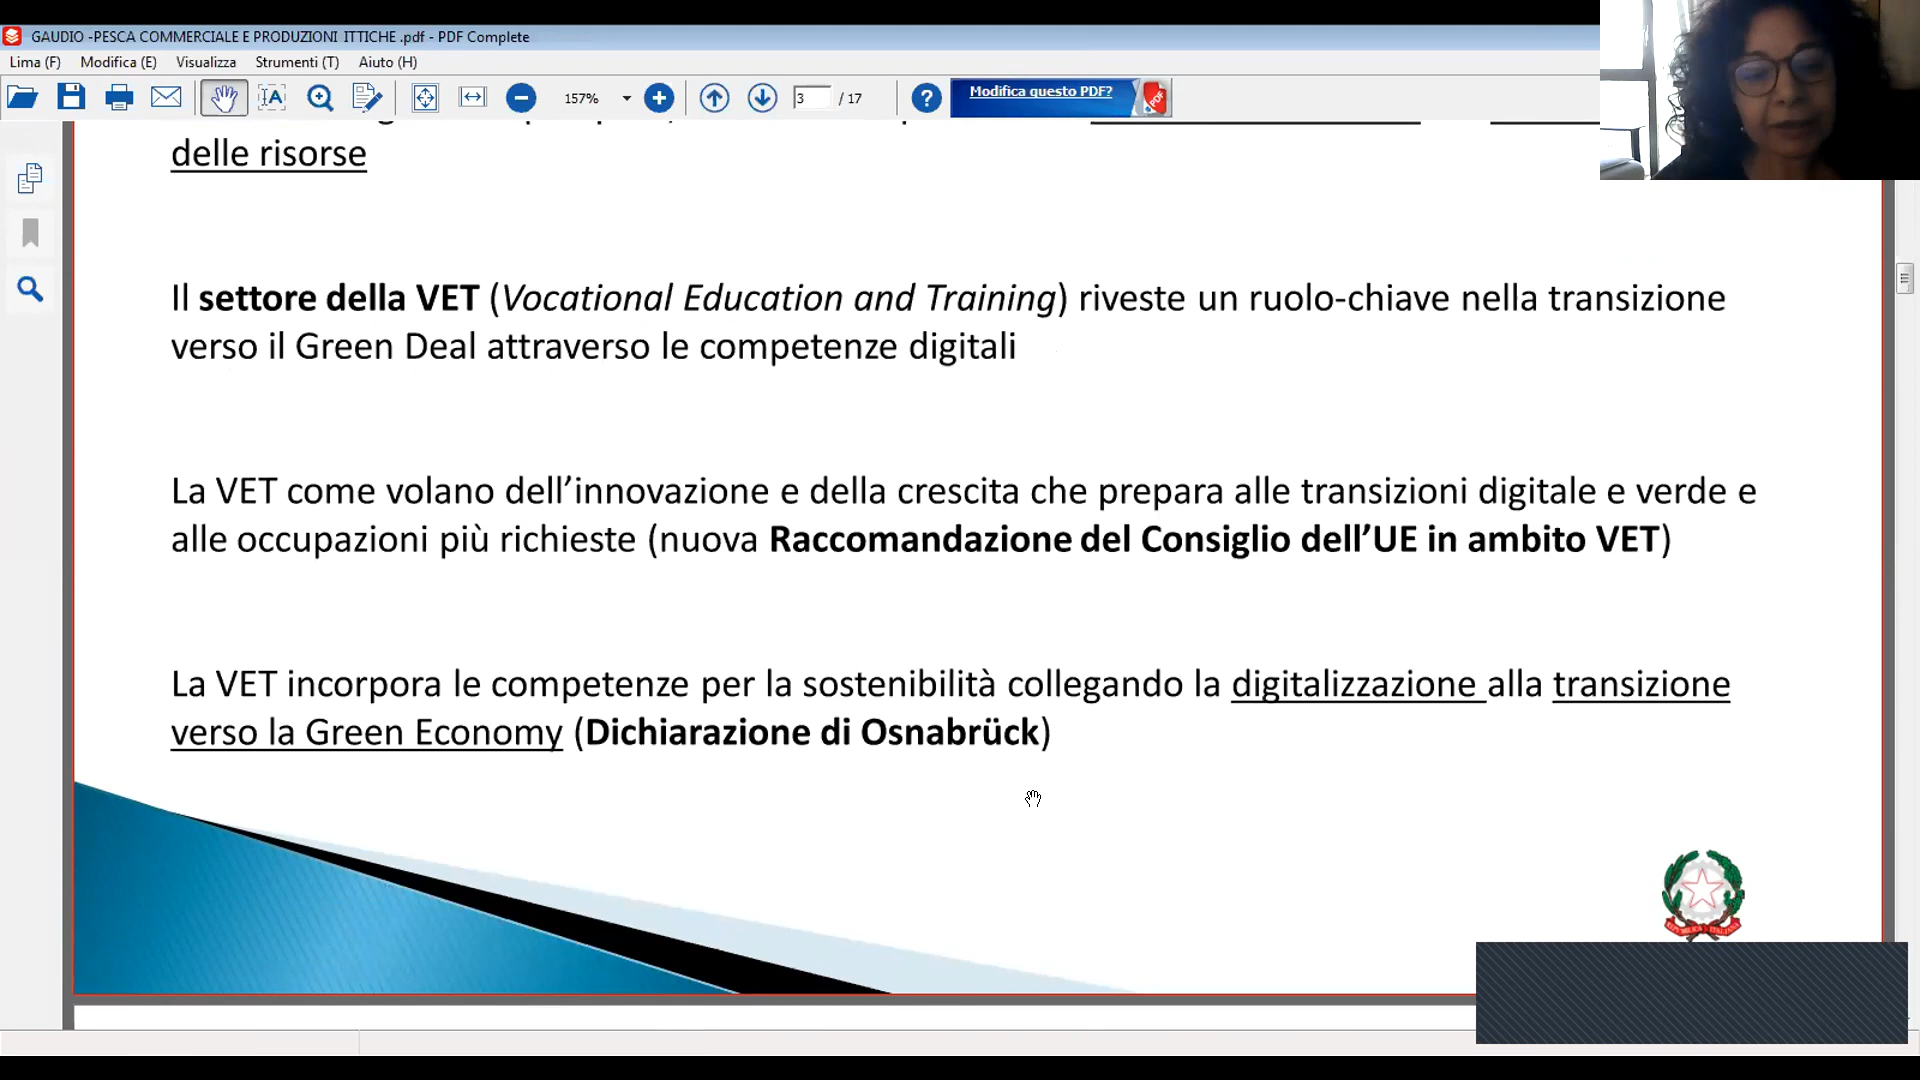 GAUDIO -PESCA COMMERCIALE E PRODUZIONI ITTICHE .pdf - PDF Complete
Lima (F) Modifica (E) Visualizza Strumenti (T) Aiuto (H)
157% 3 / 17 Modifica questo PDF?
delle risorse
Il settore della VET (Vocational Education and Training) riveste un ruolo-chiave nella transizione
verso il Green Deal attraverso le competenze digitali
La VET come volano dell’innovazione e della crescita che prepara alle transizioni digitale e verde e
alle occupazioni più richieste (nuova Raccomandazione del Consiglio dell’UE in ambito VET)
La VET incorpora le competenze per la sostenibilità collegando la digitalizzazione alla transizione
verso la Green Economy (Dichiarazione di Osnabrück)